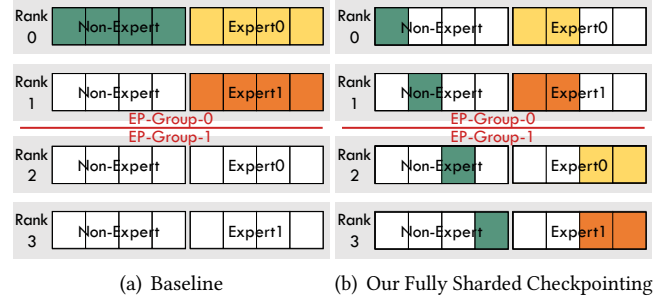 Rank 0 Non-Expert Expert0
Rank 1 Non-Expert Expert1
EP-Group-0
EP-Group-1
Rank 2 Non-Expert Expert0
Rank 3 Non-Expert Expert1
(a) Baseline
Rank 0 Non-Expert Expert0
Rank 1 Non-Expert Expert1
EP-Group-0
EP-Group-1
Rank 2 Non-Expert Expert0
Rank 3 Non-Expert Expert1
(b) Our Fully Sharded Checkpointing